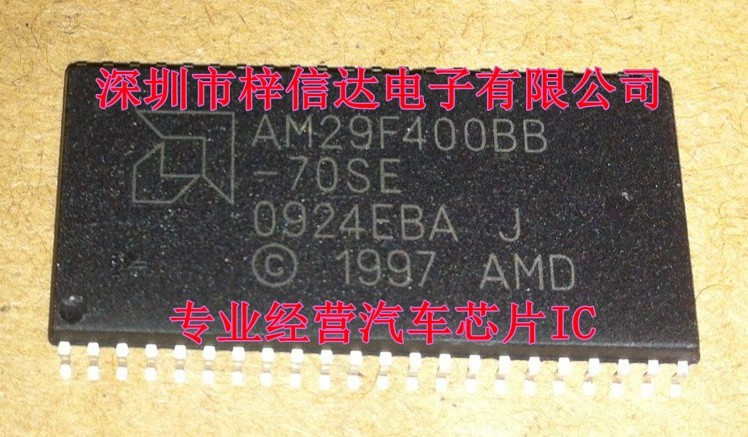 深圳市梓信达电子有限公司
AM29F400BB
-70SE
0924EBA J
© 1997 AMD
专业经营汽车芯片IC